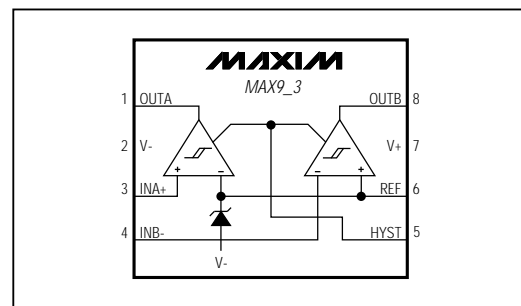 MAXIM
MAX9_3
1 OUTA
OUTB 8
2 V-
V+ 7
3 INA+
REF 6
4 INB-
HYST 5
+ -
- +
V-